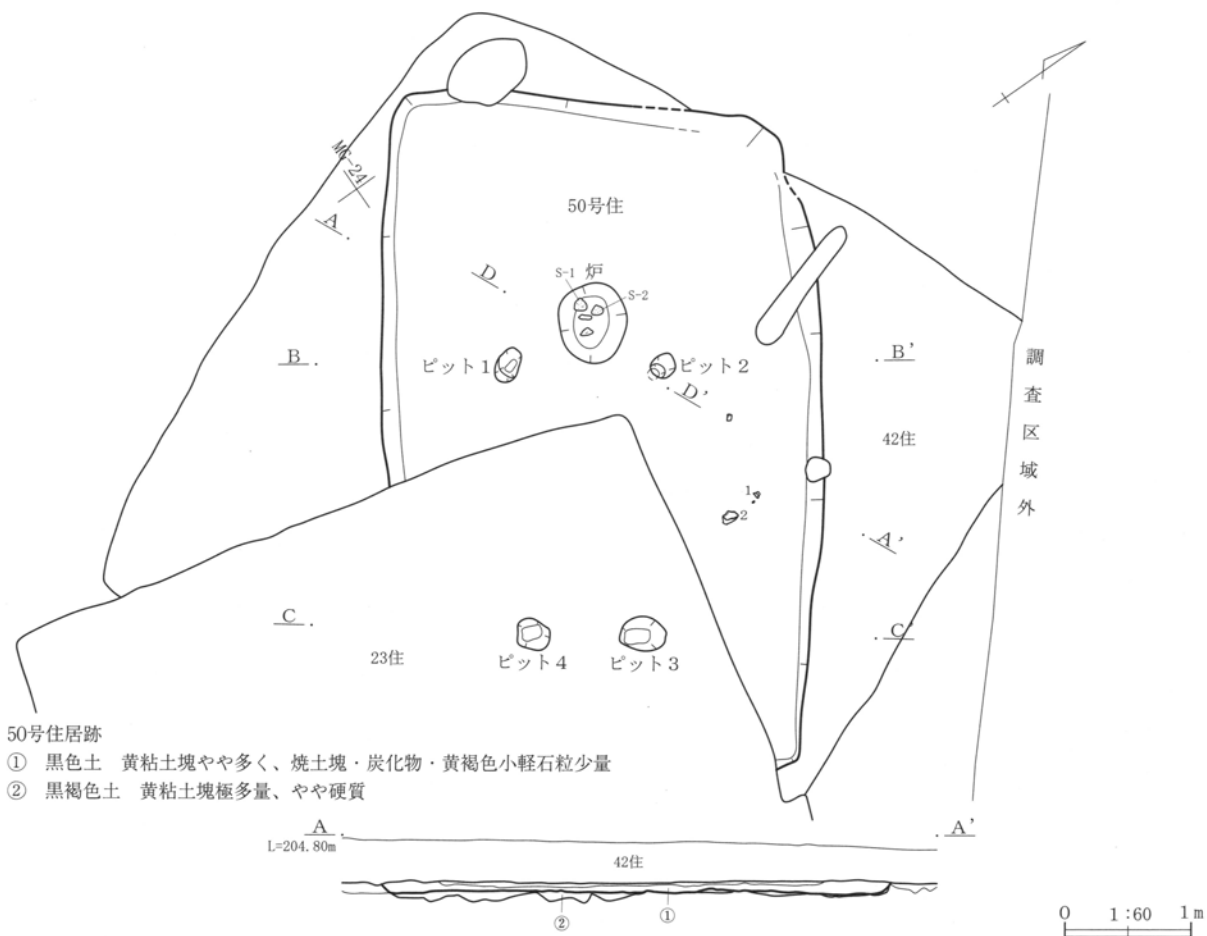 MC-24
A
50号住
D
S-1
炉
S-2
B
ピット1
ピット2
D'
B'
調査区域外
42住
1
2
A'
C
C'
23住
ピット4
ピット3
50号住居跡
① 黒色土 黄粘土塊やや多く、焼土塊・炭化物・黄褐色小軽石粒少量
② 黒褐色土 黄粘土塊極多量、やや硬質
A
A'
L=204.80m
42住
②
①
0 1:60 1m